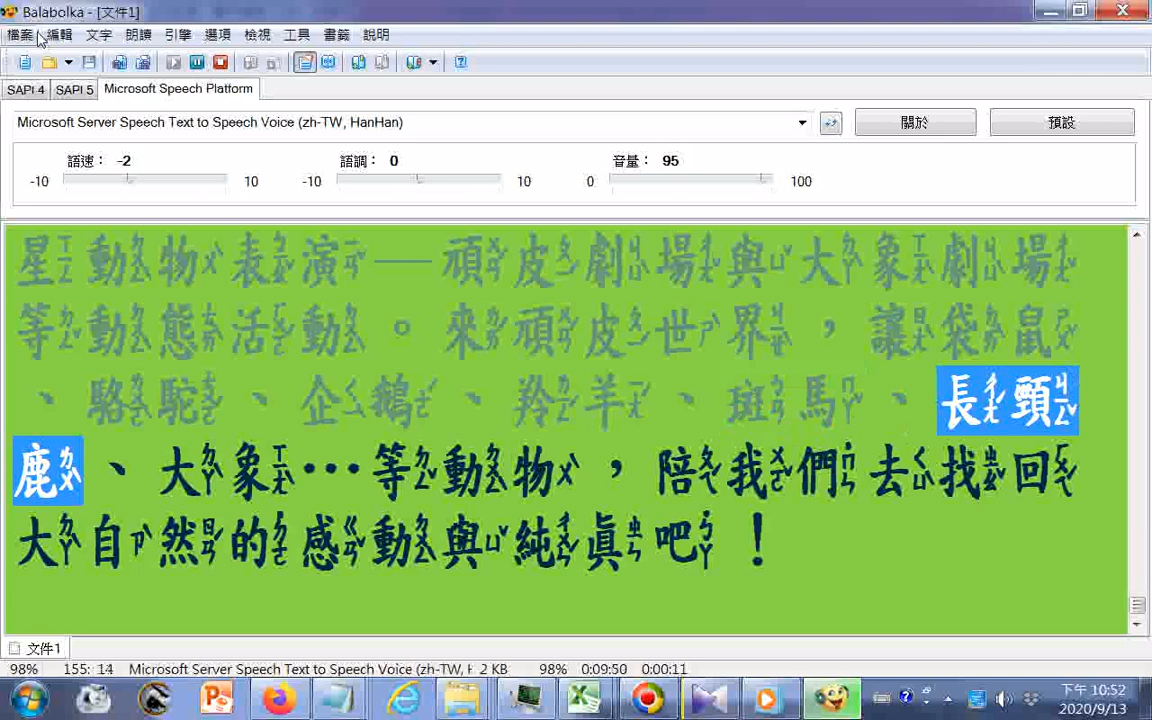 Balabolka - [文件1]
檔案 編輯 文字 朗讀 引擎 選項 檢視 工具 書籤 說明
SAPI 4 SAPI 5 Microsoft Speech Platform
Microsoft Server Speech Text to Speech Voice (zh-TW, HanHan) 關於 預設
語速： -2 語調： 0 音量： 95
-10 10 -10 10 0 100
星動物表演——頑皮劇場與大象劇場
等動態活動。來頑皮世界，讓袋鼠
、駱駝、企鵝、羚羊、斑馬、長頸
鹿、大象…等動物，陪我們去找回
大自然的感動與純真吧！
文件1
98% 155: 14 Microsoft Server Speech Text to Speech Voice (zh-TW, H 2 KB 98% 0:09:50 0:00:11
下午 10:52
2020/9/13